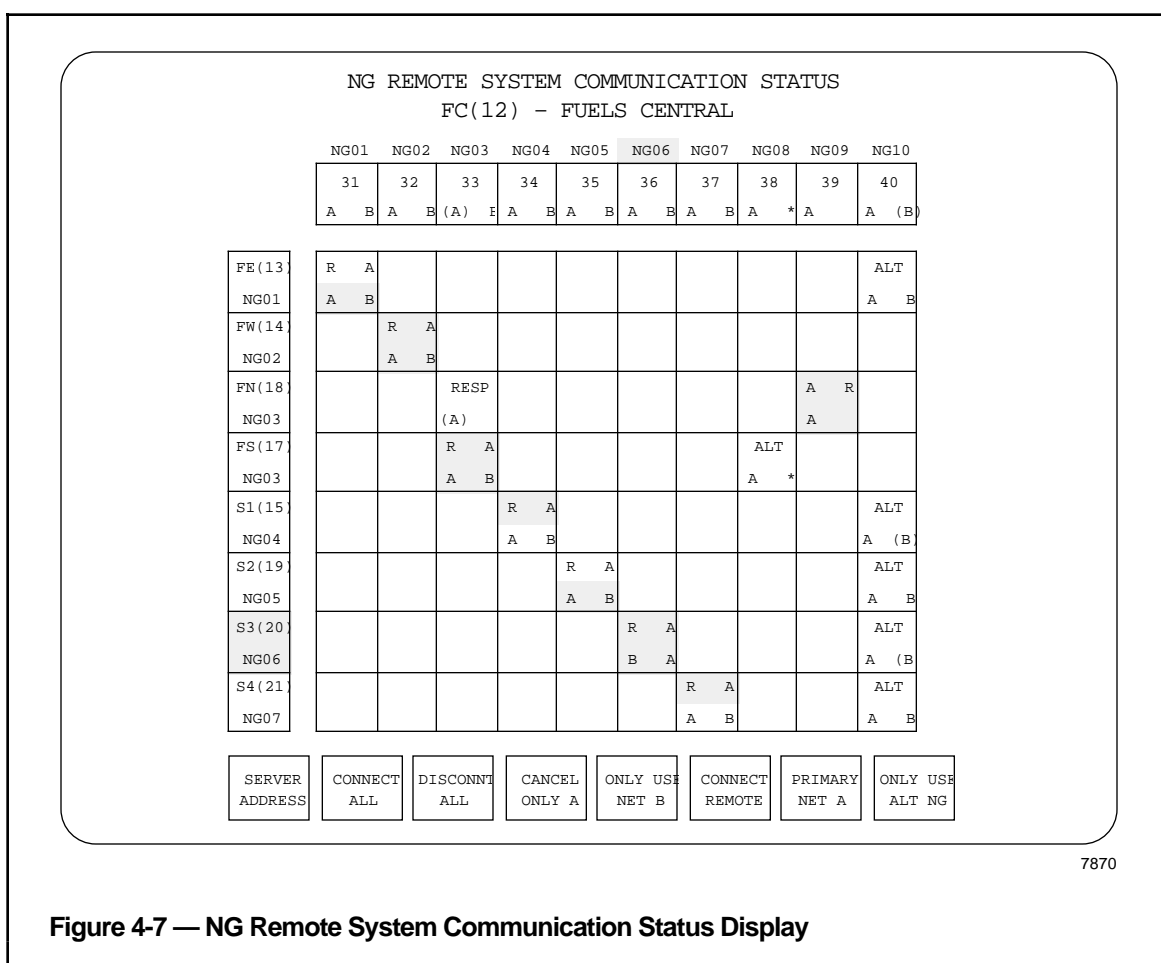 NG REMOTE SYSTEM COMMUNICATION STATUS
FC(12) – FUELS CENTRAL
NG01 NG02 NG03 NG04 NG05 NG06 NG07 NG08 NG09 NG10
31 32 33 34 35 36 37 38 39 40
A B A B (A) B A B A B A B A B A * A A (B)
FE(13) R A ALT
NG01 A B A B
FW(14) R A
NG02 A B
FN(18) RESP A R
NG03 (A) A
FS(17) R A ALT
NG03 A B A *
S1(15) R A ALT
NG04 A B A (B)
S2(19) R A ALT
NG05 A B A B
S3(20) R A ALT
NG06 B A A (B
S4(21) R A ALT
NG07 A B A B
SERVER CONNECT DISCONNT CANCEL ONLY USE CONNECT PRIMARY ONLY USE
ADDRESS ALL ALL ONLY A NET B REMOTE NET A ALT NG
7870
Figure 4-7 — NG Remote System Communication Status Display